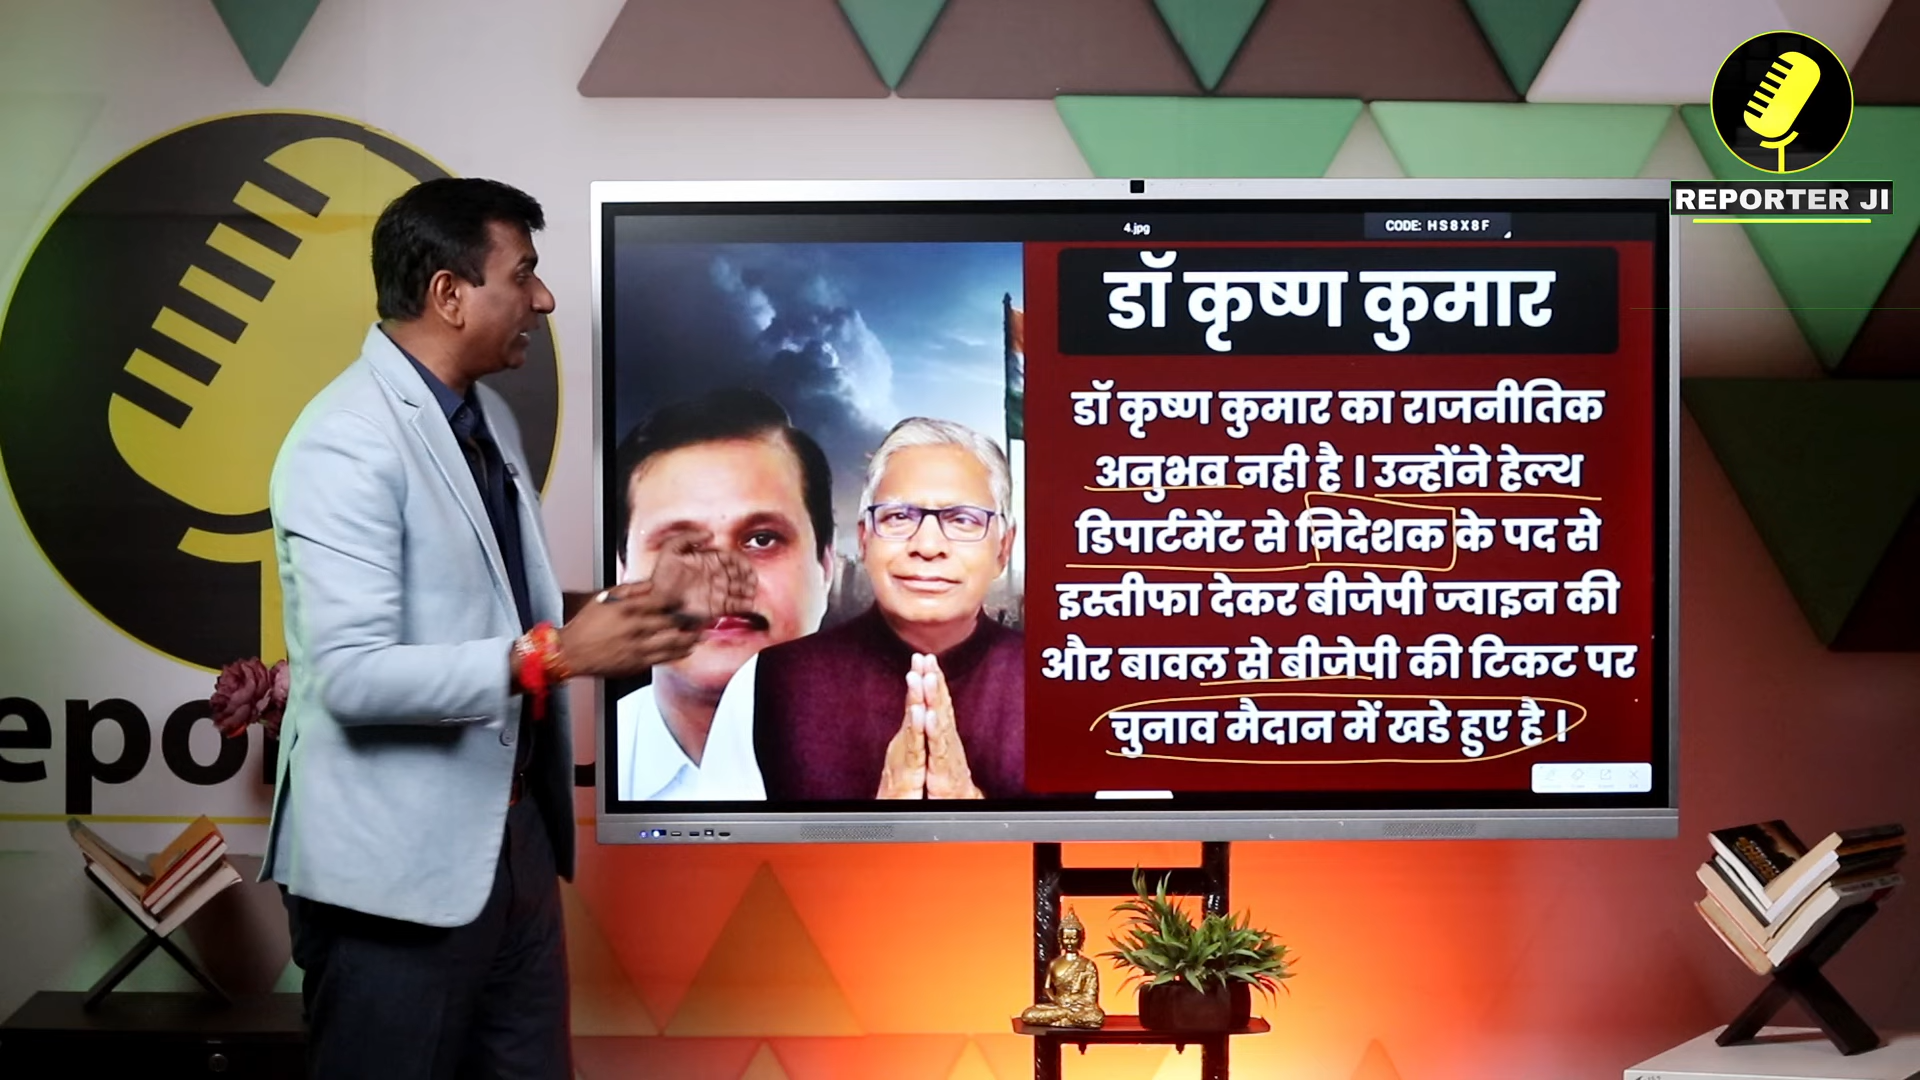 REPORTER JI
4.jpg
CODE: HS8X8F
डॉ कृष्ण कुमार
डॉ कृष्ण कुमार का राजनीतिक
अनुभव नही है । उन्होंने हेल्थ
डिपार्टमेंट से निदेशक के पद से
इस्तीफा देकर बीजेपी ज्वाइन की
और बावल से बीजेपी की टिकट पर
चुनाव मैदान में खडे हुए है ।
epo